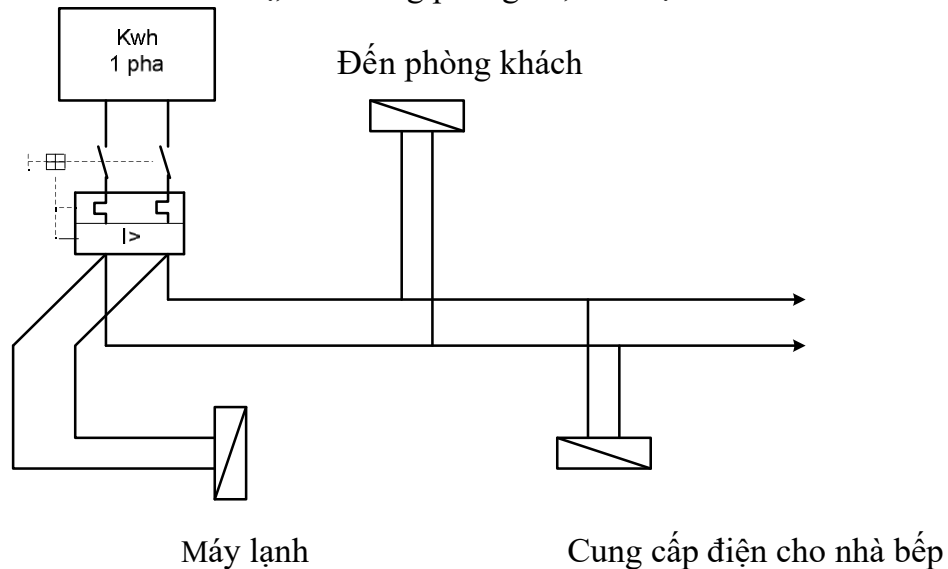 Kwh
1 pha
Đến phòng khách
I>
Máy lạnh
Cung cấp điện cho nhà bếp